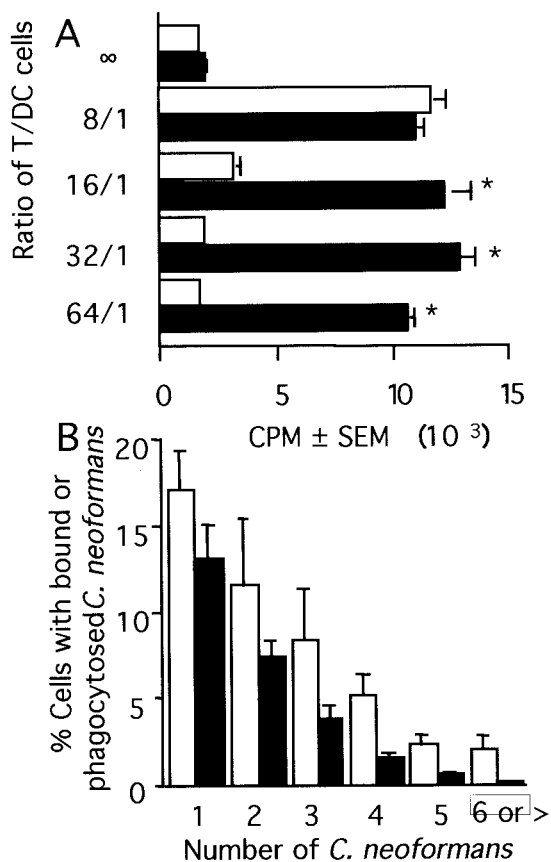 A
Ratio of T/DC cells
∞
8/1
16/1
*
32/1
*
64/1
*
0 5 10 15
CPM ± SEM (10 3)
B
% Cells with bound or
phagocytosed C. neoformans
20
15
10
5
0
1 2 3 4 5 6 or >
Number of C. neoformans